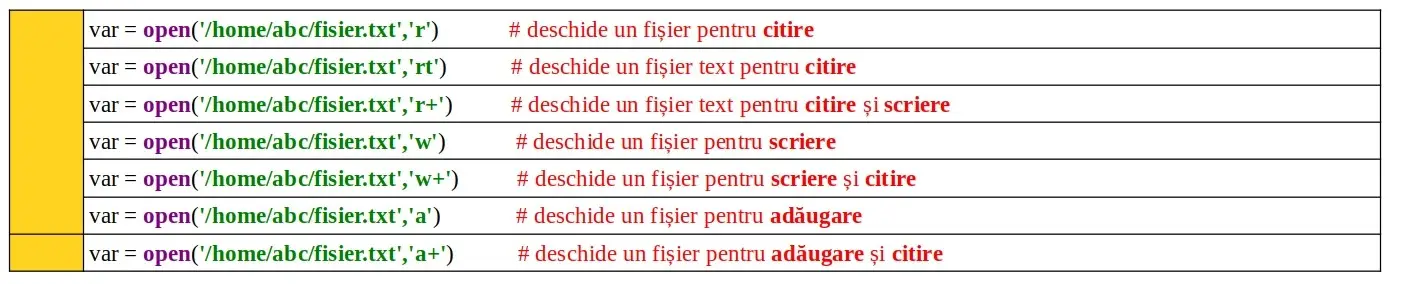 var = open('/home/abc/fisier.txt','r') # deschide un fișier pentru citire
var = open('/home/abc/fisier.txt','rt') # deschide un fișier text pentru citire
var = open('/home/abc/fisier.txt','r+') # deschide un fișier text pentru citire și scriere
var = open('/home/abc/fisier.txt','w') # deschide un fișier pentru scriere
var = open('/home/abc/fisier.txt','w+') # deschide un fișier pentru scriere și citire
var = open('/home/abc/fisier.txt','a') # deschide un fișier pentru adăugare
var = open('/home/abc/fisier.txt','a+') # deschide un fișier pentru adăugare și citire